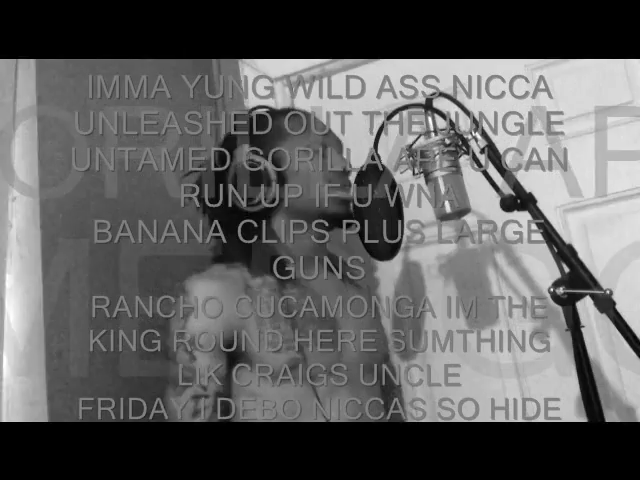 IMMA YUNG WILD ASS NICCA
UNLEASHED OUT THE JUNGLE
UNTAMED GORILLA AF U CAN
RUN UP IF U WNA
BANANA CLIPS PLUS LARGE
GUNS
RANCHO CUCAMONGA IM THE
KING ROUND HERE SUMTHING
LIK CRAIGS UNCLE
FRIDAY I DEBO NICCAS SO HIDE